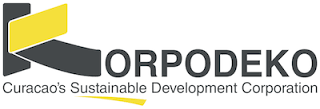 KORPODEKO
Curacao's Sustainable Development Corporation